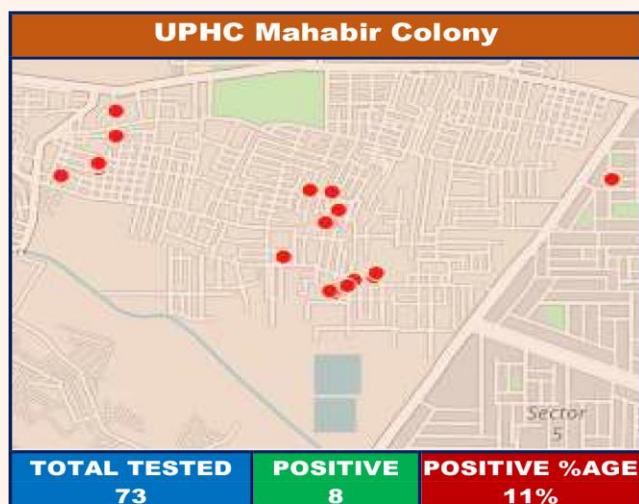 UPHC Mahabir Colony
Sector
5
TOTAL TESTED
73
POSITIVE
8
POSITIVE %AGE
11%